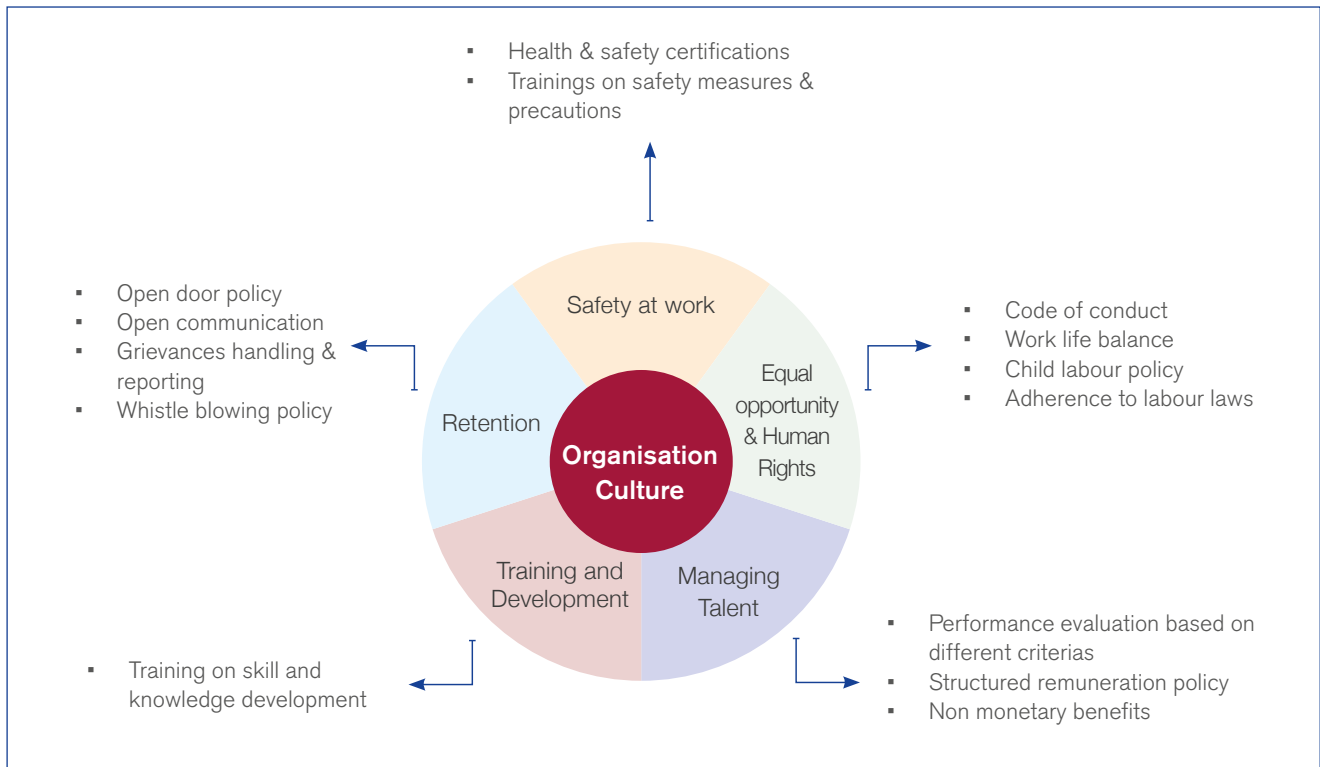 ▪ Health & safety certifications
▪ Trainings on safety measures &
precautions
▪ Open door policy
▪ Open communication
▪ Grievances handling &
reporting
▪ Whistle blowing policy
Safety at work
▪ Code of conduct
▪ Work life balance
▪ Child labour policy
▪ Adherence to labour laws
Retention
Equal
opportunity
& Human
Rights
Organisation
Culture
Training and
Development
Managing
Talent
▪ Training on skill and
knowledge development
▪ Performance evaluation based on
different criterias
▪ Structured remuneration policy
▪ Non monetary benefits